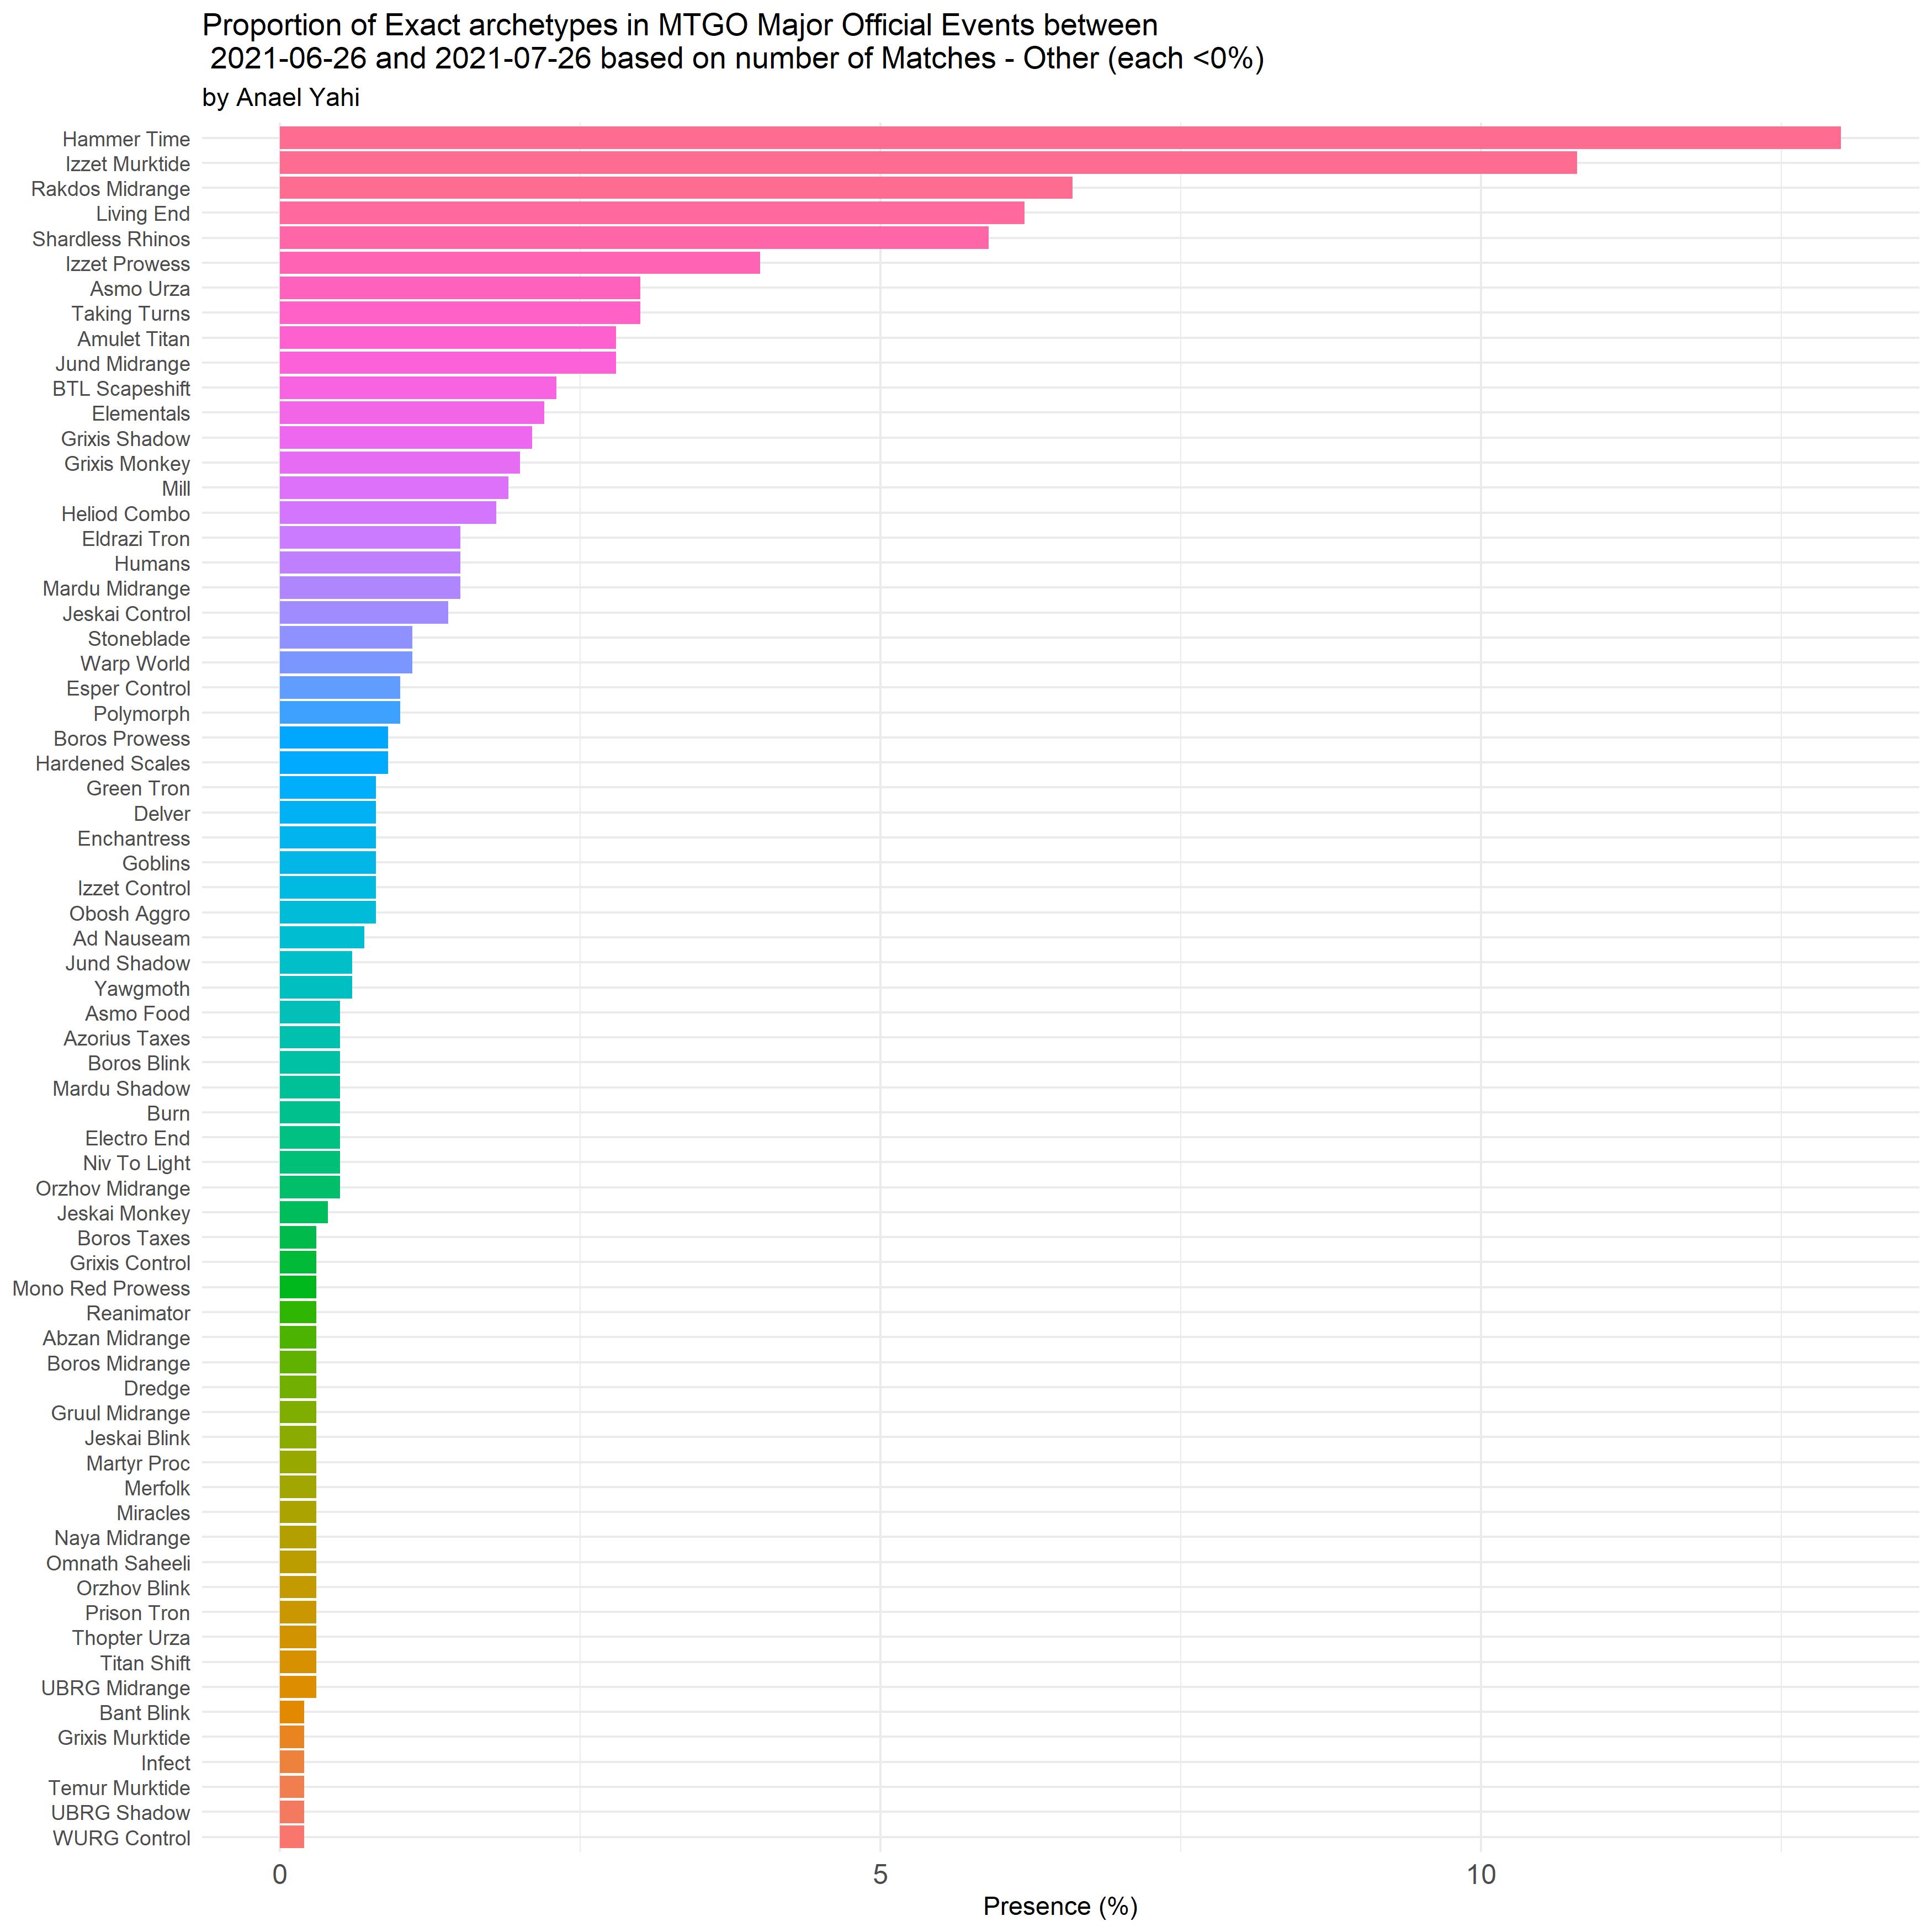 Proportion of Exact archetypes in MTGO Major Official Events between
2021-06-26 and 2021-07-26 based on number of Matches - Other (each <0%)
by Anael Yahi
Hammer Time
Izzet Murktide
Rakdos Midrange
Living End
Shardless Rhinos
Izzet Prowess
Asmo Urza
Taking Turns
Amulet Titan
Jund Midrange
BTL Scapeshift
Elementals
Grixis Shadow
Grixis Monkey
Mill
Heliod Combo
Eldrazi Tron
Humans
Mardu Midrange
Jeskai Control
Stoneblade
Warp World
Esper Control
Polymorph
Boros Prowess
Hardened Scales
Green Tron
Delver
Enchantress
Goblins
Izzet Control
Obosh Aggro
Ad Nauseam
Jund Shadow
Yawgmoth
Asmo Food
Azorius Taxes
Boros Blink
Mardu Shadow
Burn
Electro End
Niv To Light
Orzhov Midrange
Jeskai Monkey
Boros Taxes
Grixis Control
Mono Red Prowess
Reanimator
Abzan Midrange
Boros Midrange
Dredge
Gruul Midrange
Jeskai Blink
Martyr Proc
Merfolk
Miracles
Naya Midrange
Omnath Saheeli
Orzhov Blink
Prison Tron
Thopter Urza
Titan Shift
UBRG Midrange
Bant Blink
Grixis Murktide
Infect
Temur Murktide
UBRG Shadow
WURG Control
0 5 10
Presence (%)